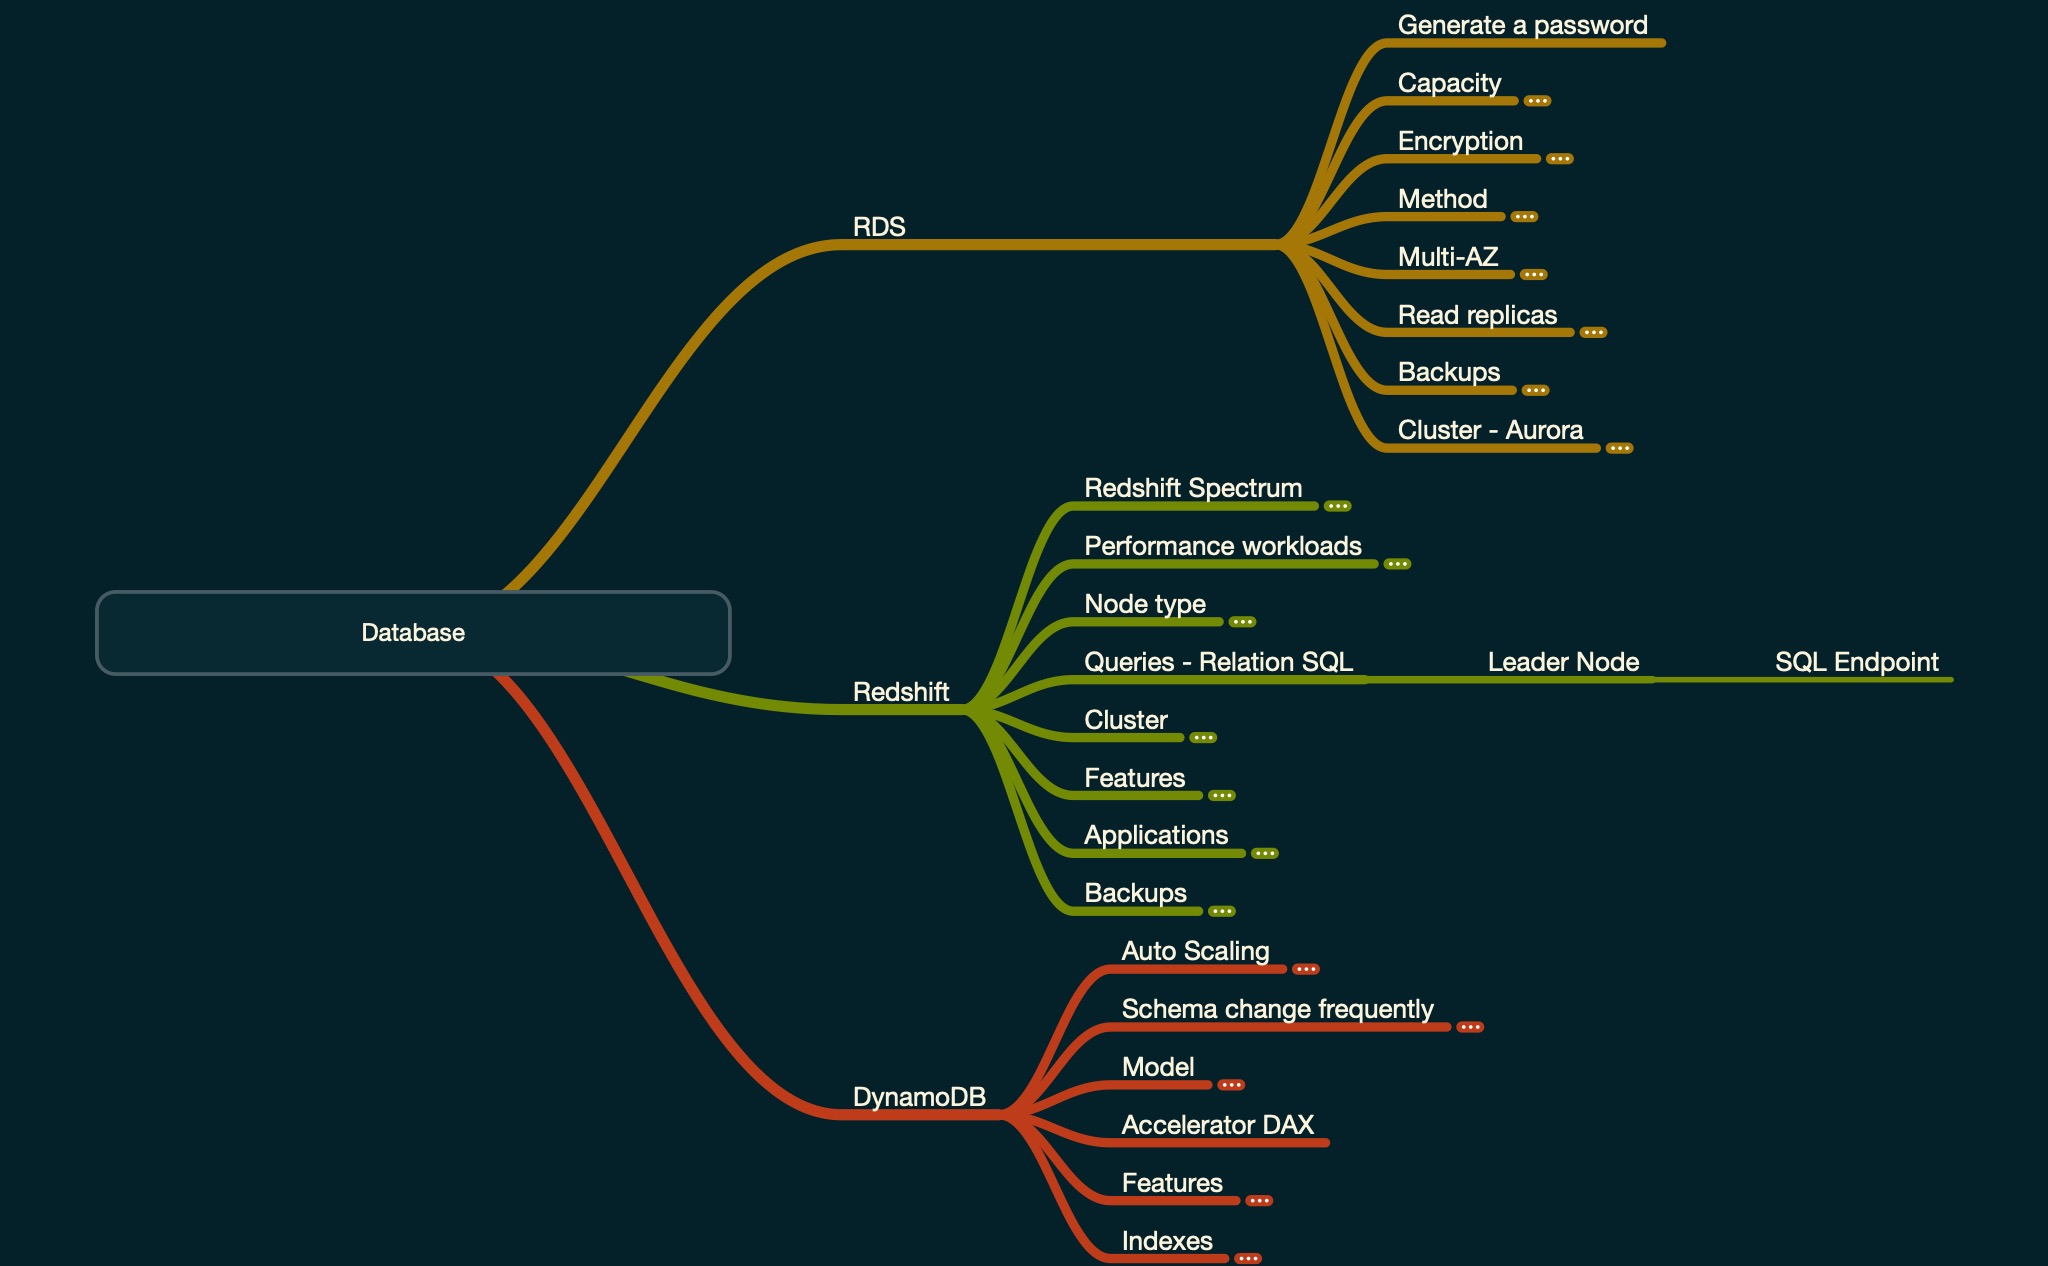 Database
RDS
Generate a password
Capacity
Encryption
Method
Multi-AZ
Read replicas
Backups
Cluster - Aurora
Redshift
Redshift Spectrum
Performance workloads
Node type
Queries - Relation SQL
Leader Node
SQL Endpoint
Cluster
Features
Applications
Backups
DynamoDB
Auto Scaling
Schema change frequently
Model
Accelerator DAX
Features
Indexes